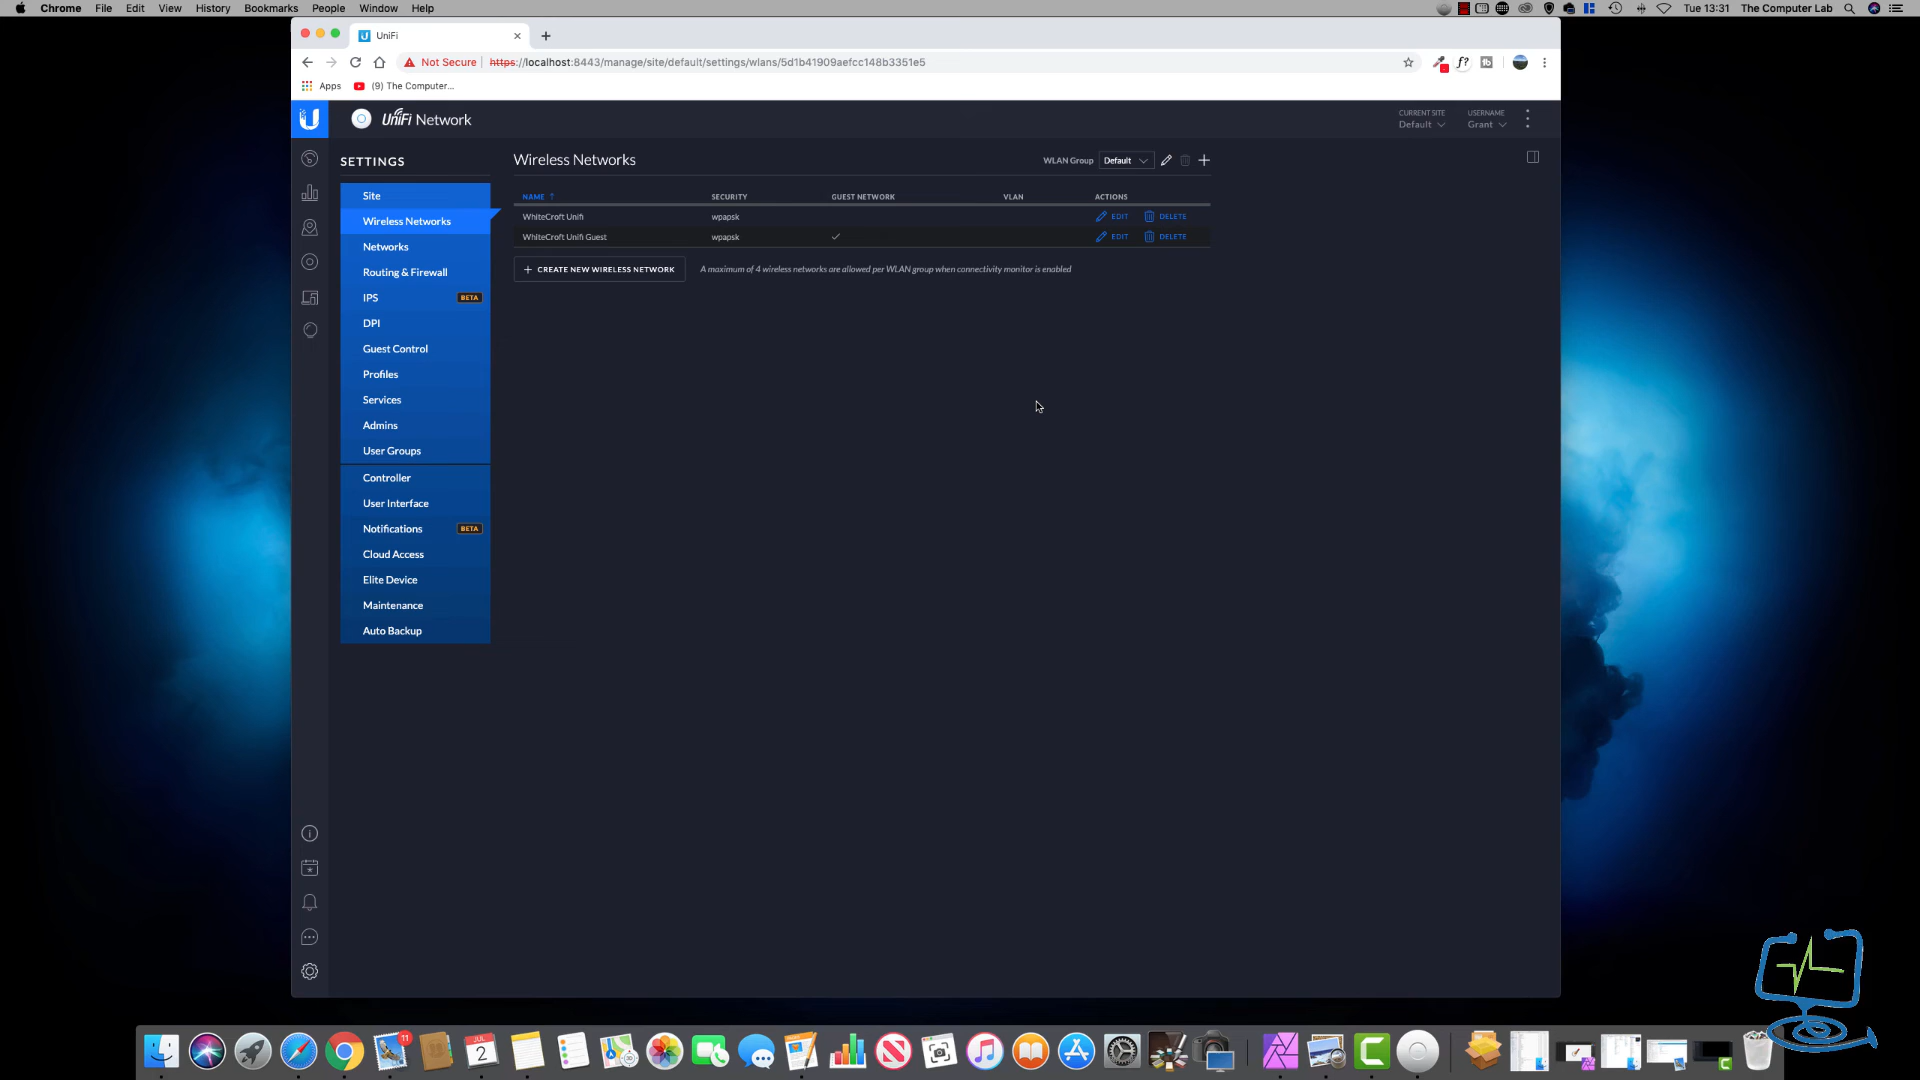 Chrome File Edit View History Bookmarks People Window Help
Tue 13:31 The Computer Lab
UniFi
Not Secure https://localhost:8443/manage/site/default/settings/wlans/5d1b41909aefcc148b3351e5
Apps (9) The Computer...
UniFi Network
CURRENT SITE
Default
USERNAME
Grant
SETTINGS
Site
Wireless Networks
Networks
Routing & Firewall
IPS BETA
DPI
Guest Control
Profiles
Services
Admins
User Groups
Controller
User Interface
Notifications BETA
Cloud Access
Elite Device
Maintenance
Auto Backup
Wireless Networks
WLAN Group Default
NAME SECURITY GUEST NETWORK VLAN ACTIONS
WhiteCroft Unifi wpapsk EDIT DELETE
WhiteCroft Unifi Guest wpapsk EDIT DELETE
CREATE NEW WIRELESS NETWORK A maximum of 4 wireless networks are allowed per WLAN group when connectivity monitor is enabled
11
2